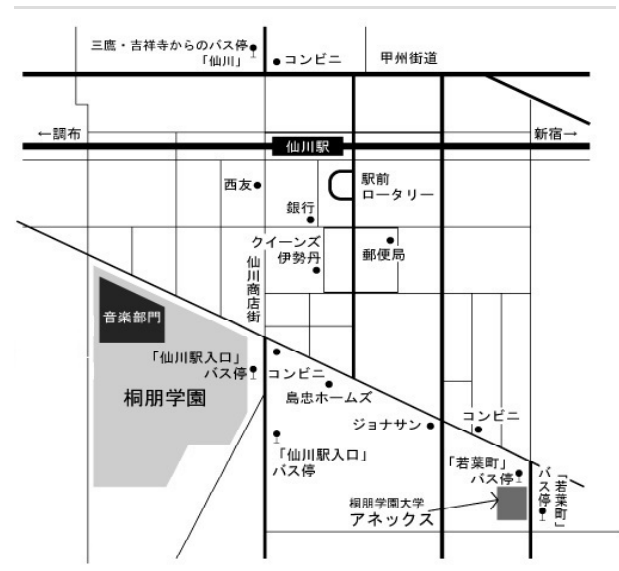 三鷹・吉祥寺からのバス停
「仙川」
コンビニ
甲州街道
←調布
仙川駅
新宿→
西友
駅前
ロータリー
銀行
クイーンズ
伊勢丹
郵便局
仙川商店街
音楽部門
「仙川駅入口」
バス停
コンビニ
桐朋学園
島忠ホームズ
ジョナサン
コンビニ
「仙川駅入口」
バス停
「若葉町」
バス停
「若葉町」
バス停
桐朋学園大学
アネックス